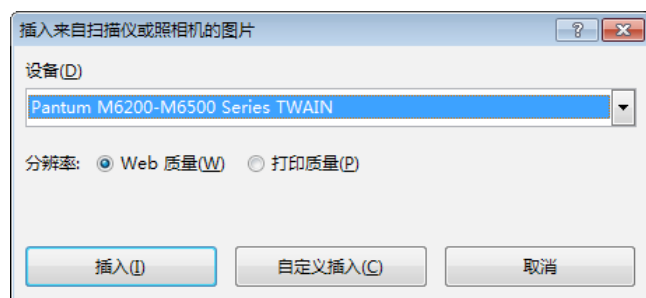 插入来自扫描仪或照相机的图片
设备(D)
Pantum M6200-M6500 Series TWAIN
分辨率: Web 质量(W) 打印质量(P)
插入(I) 自定义插入(C) 取消